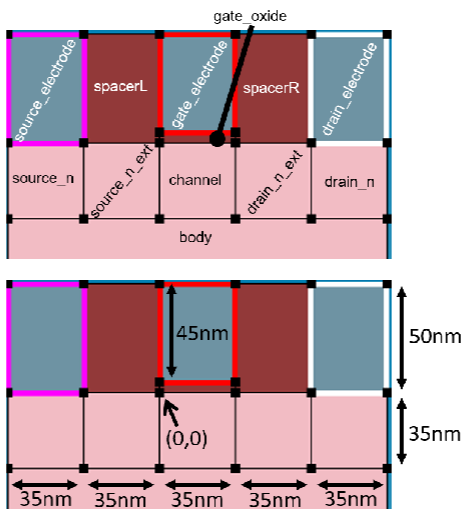 gate_oxide
source_electrode
spacerL
gate_electrode
spacerR
drain_electrode
source_n
source_n_ext
channel
drain_n_ext
drain_n
body
45nm
50nm
(0,0)
35nm
35nm 35nm 35nm 35nm 35nm